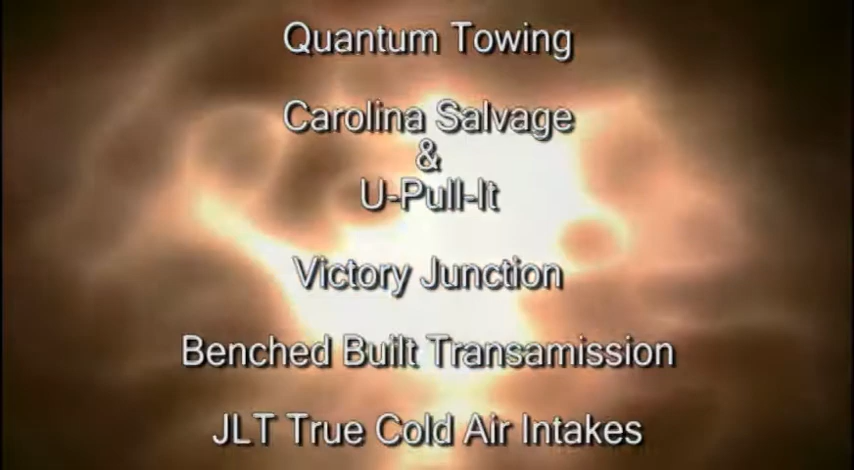 Quantum Towing
Carolina Salvage
&
U-Pull-It
Victory Junction
Benched Built Transamission
JLT True Cold Air Intakes